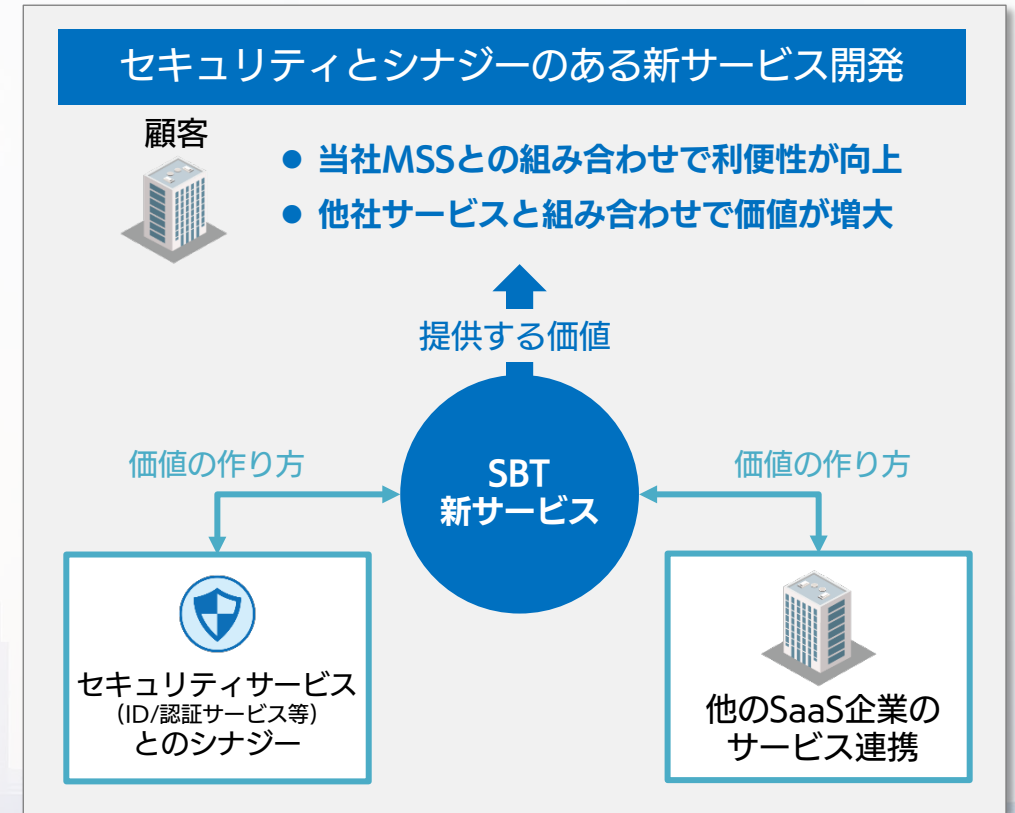 セキュリティとシナジーのある新サービス開発
顧客
● 当社MSSとの組み合わせで利便性が向上
● 他社サービスと組み合わせで価値が増大
提供する価値
価値の作り方
価値の作り方
SBT
新サービス
セキュリティサービス
(ID/認証サービス等)
とのシナジー
他のSaaS企業の
サービス連携